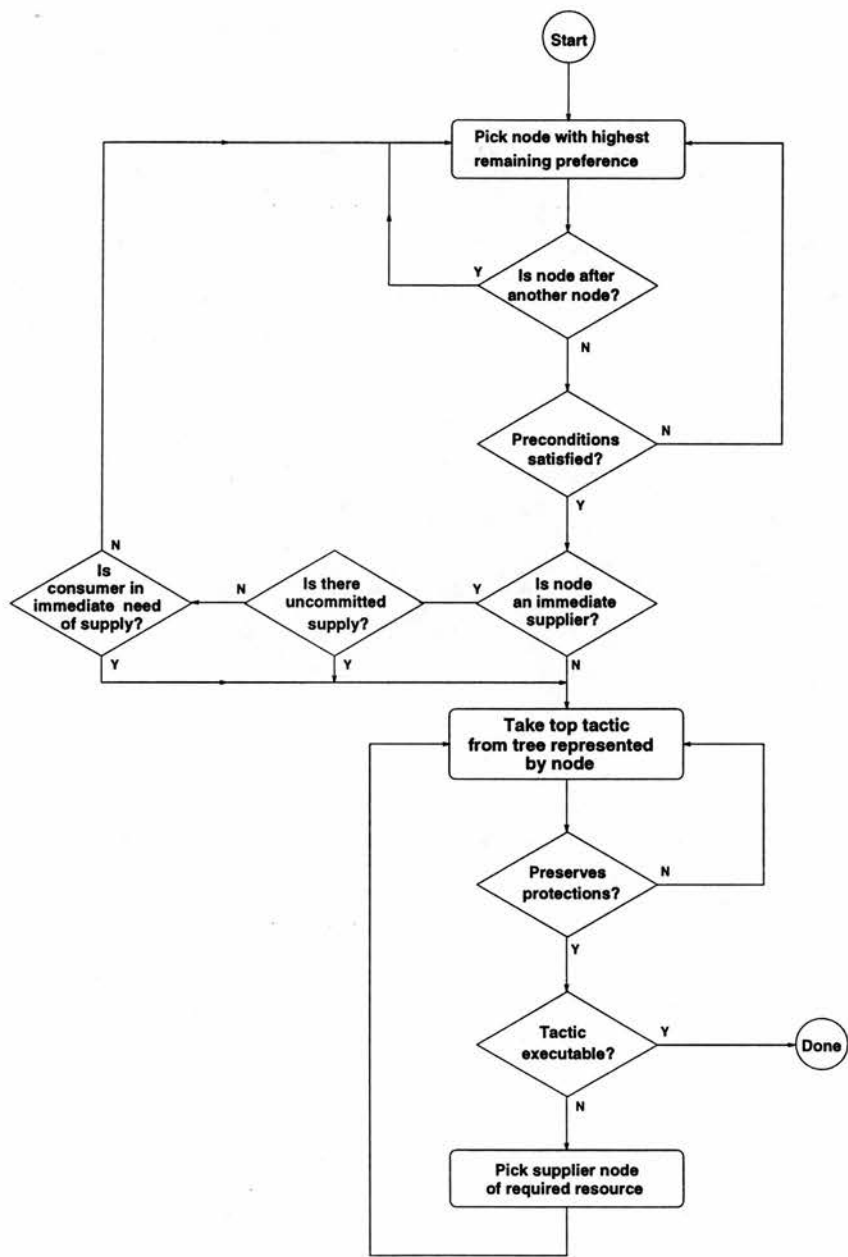 Start
Pick node with highest
remaining preference
Y
Is node after
another node?
N
Preconditions
satisfied?
N
Y
N
Is
consumer in
immediate need
of supply?
N
Is there
uncommitted
supply?
Y
Is node
an immediate
supplier?
Y
Y
N
Take top tactic
from tree represented
by node
Preserves
protections?
N
Y
Tactic
executable?
Y
Done
N
Pick supplier node
of required resource